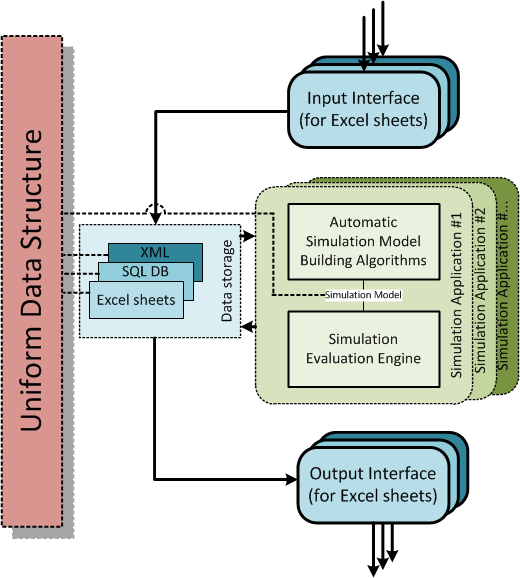 Uniform Data Structure
Input Interface
(for Excel sheets)
XML
SQL DB
Excel sheets
Data storage
Automatic
Simulation Model
Building Algorithms
Simulation Model
Simulation
Evaluation Engine
Simulation Application #1
Simulation Application #2
Simulation Application #...
Output Interface
(for Excel sheets)